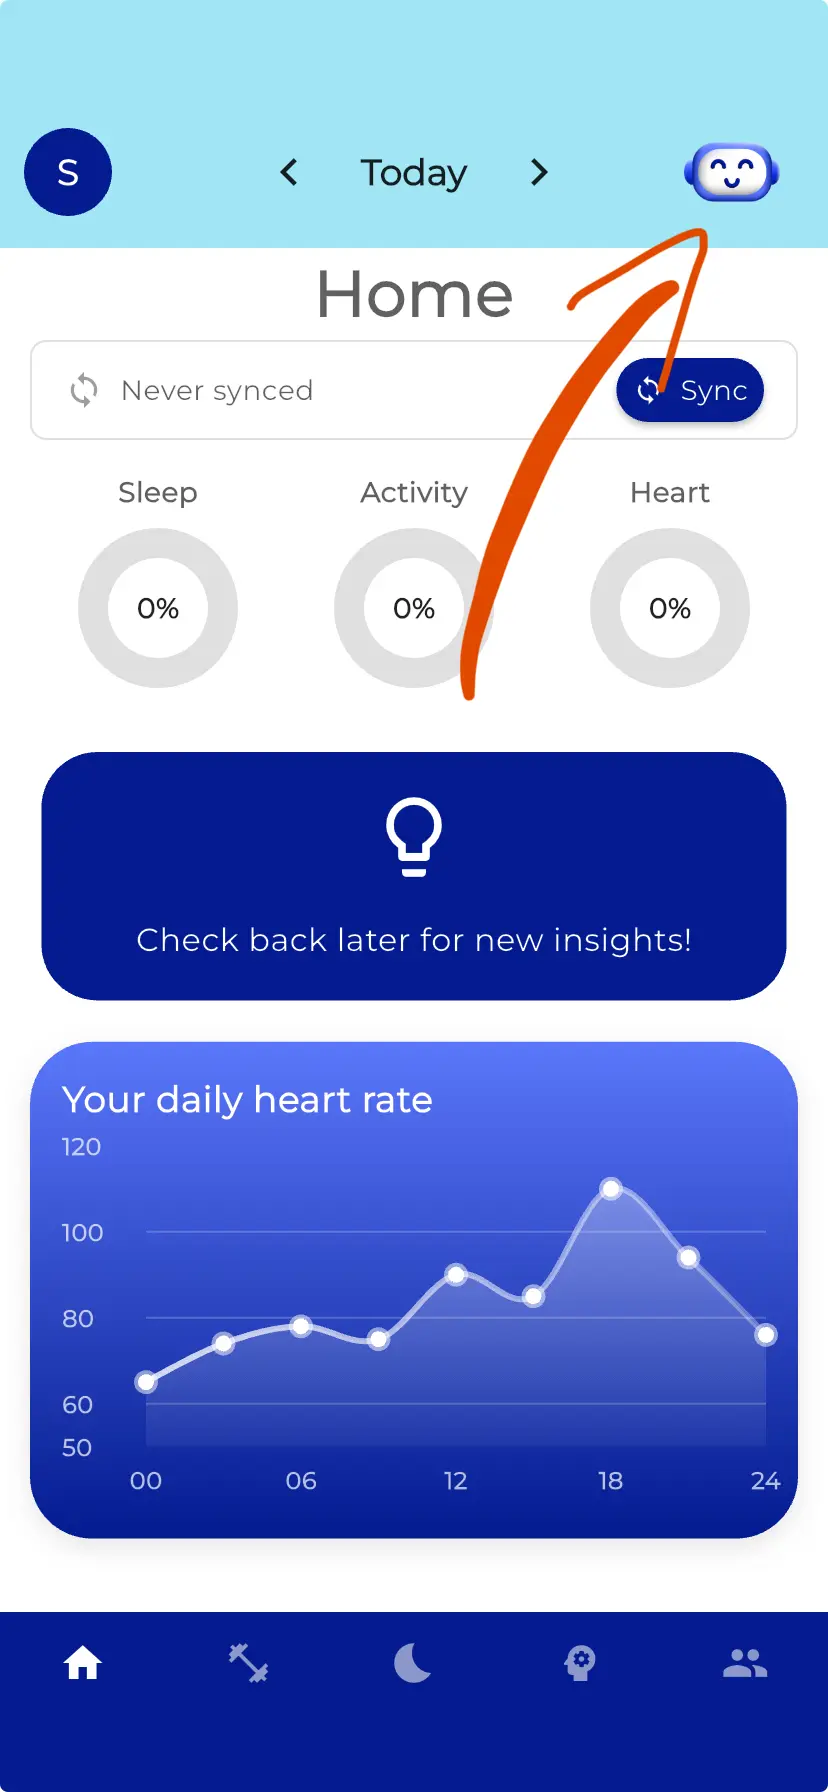 S
Today
Home
Never synced
Sync
Sleep
Activity
Heart
0%
0%
0%
Check back later for new insights!
Your daily heart rate
120
100
80
60
50
00
06
12
18
24